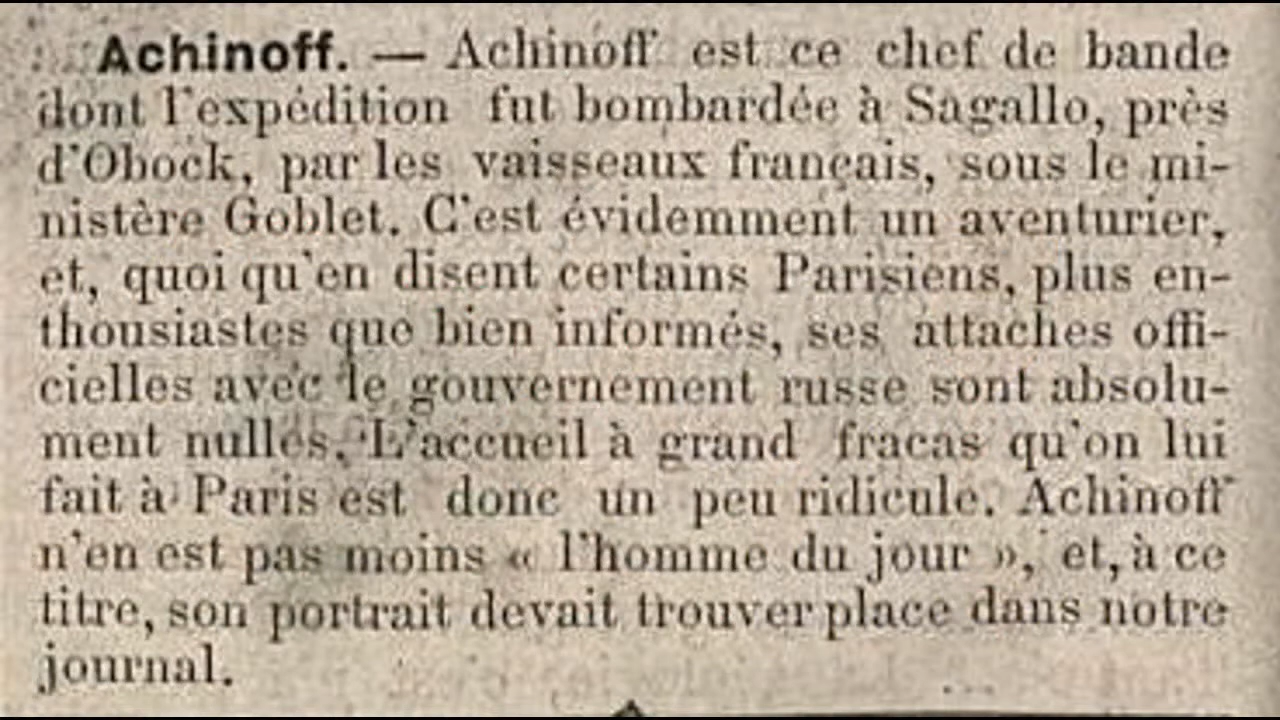 Achinoff. — Achinoff est ce chef de bande
dont l'expédition fut bombardée à Sagallo, près
d'Obock, par les vaisseaux français, sous le mi-
nistère Goblet. C'est évidemment un aventurier,
et, quoi qu'en disent certains Parisiens, plus en-
thousiastes que bien informés, ses attaches offi-
cielles avec le gouvernement russe sont absolu-
ment nulles. L'accueil à grand fracas qu'on lui
fait à Paris est donc un peu ridicule. Achinoff
n'en est pas moins « l'homme du jour », et, à ce
titre, son portrait devait trouver place dans notre
journal.